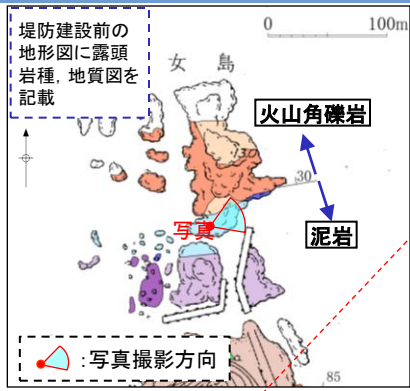 堤防建設前の
地形図に露頭
岩種，地質図を
記載
0 100m
女 島
火山角礫岩
30
写真
泥岩
:写真撮影方向
85